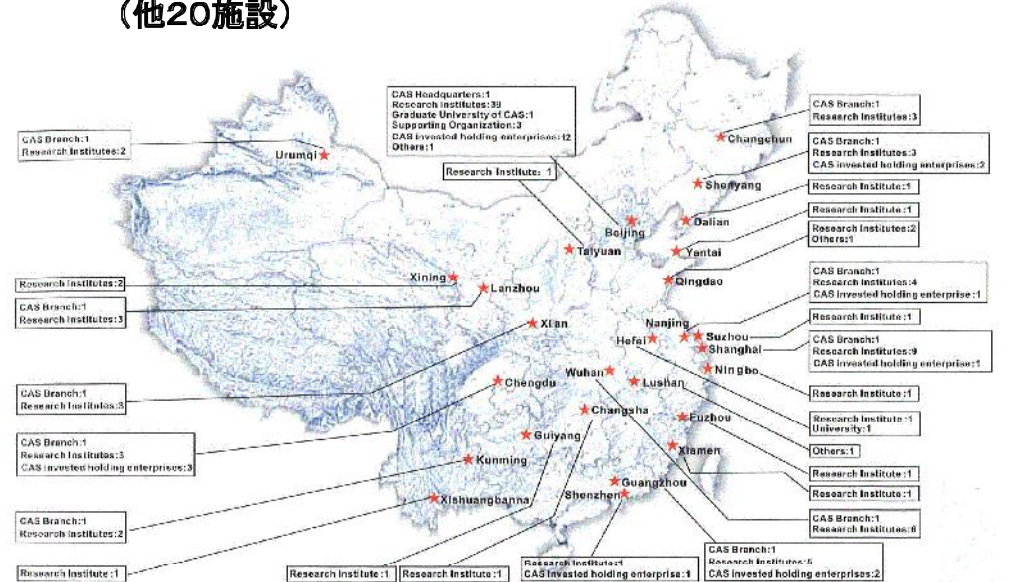 （他20施設）
CAS Headquarters:1
Research Institutes:39
Graduate University of CAS:1
Supporting Organization:3
CAS invested holding enterprises:12
Others:1
CAS Branch:1
Research Institutes:3
Changchun
CAS Branch:1
Research Institutes:2
Urumqi
CAS Branch:1
Research Institutes:3
CAS invested holding enterprises:2
Research Institute: 1
Shenyang
Research Institute:1
Dalian
Research Institute:1
Beijing
Taiyuan
Yantai
Research Institutes:2
Others:1
Xining
Qingdao
Research Institutes:2
Lanzhou
CAS Branch:1
Research Institutes:4
CAS invested holding enterprise:1
CAS Branch:1
Research Institutes:3
Xi'an
Nanjing
Research Institute:1
Hefei
Suzhou
Shanghai
CAS Branch:1
Research Institutes:9
CAS invested holding enterprise:1
Wuhan
Ningbo
Chengdu
Lushan
CAS Branch:1
Research Institutes:3
Research Institute:1
Changsha
Fuzhou
Research Institute:1
University:1
Guiyang
CAS Branch:1
Research Institutes:3
CAS invested holding enterprises:3
Xiamen
Others:1
Kunming
Research Institute:1
Guangzhou
Shenzhen
Research Institute:1
Xishuangbanna
CAS Branch:1
Research Institutes:2
CAS Branch:1
Research Institutes:6
CAS Branch:1
Research Institutes:5
CAS invested holding enterprises:2
Research Institute:1
Research Institute:1
Research Institute:1
Research Institute:1
CAS invested holding enterprise:1